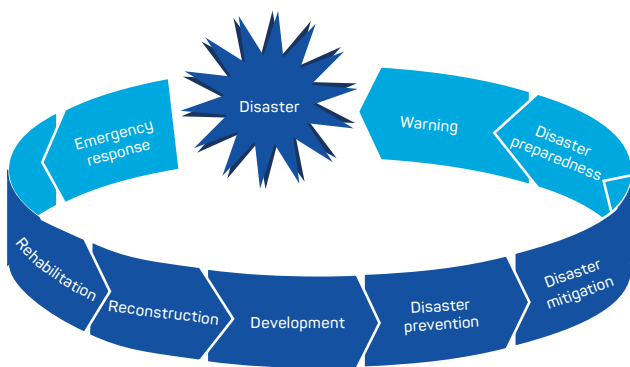 Disaster
Emergency
response
Rehabilitation
Reconstruction
Development
Disaster
prevention
Disaster
mitigation
Disaster
preparedness
Warning